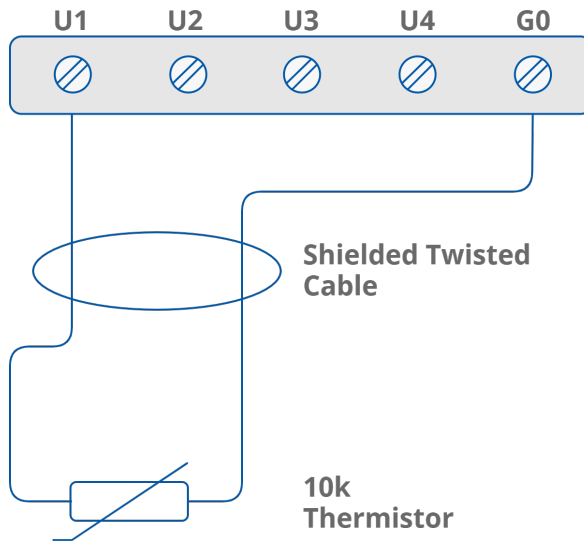 U1 U2 U3 U4 G0
Shielded Twisted
Cable
10k
Thermistor